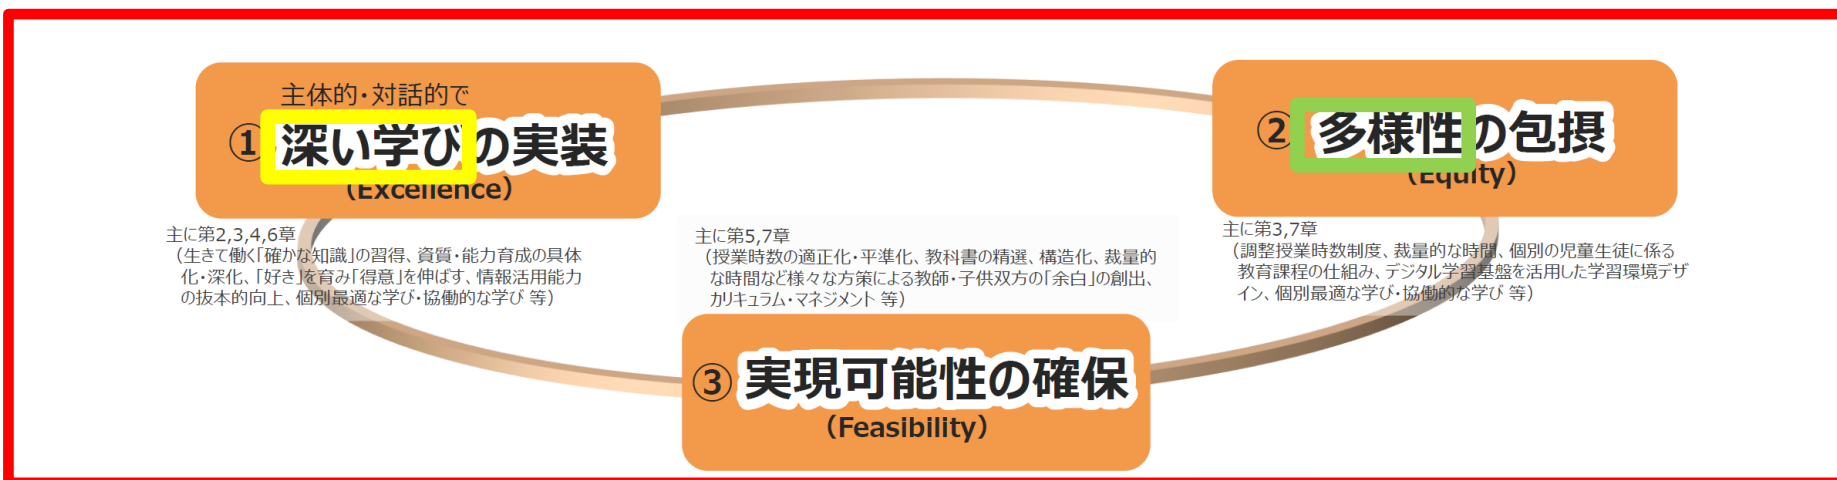 主体的・対話的で
① 深い学びの実装
（Excellence）
主に第2,3,4,6章
（生きて働く「確かな知識」の習得、資質・能力育成の具体
化・深化、「好き」を育み「得意」を伸ばす、情報活用能力
の抜本的向上、個別最適な学び・協働的な学び 等）
② 多様性の包摂
（Equity）
主に第3,7章
（調整授業時数制度、裁量的な時間、個別の児童生徒に係る
教育課程の仕組み、デジタル学習基盤を活用した学習環境デザ
イン、個別最適な学び・協働的な学び 等）
主に第5,7章
（授業時数の適正化・平準化、教科書の精選、構造化、裁量的
な時間など様々な方策による教師・子供双方の「余白」の創出、
カリキュラム・マネジメント 等）
③ 実現可能性の確保
（Feasibility）